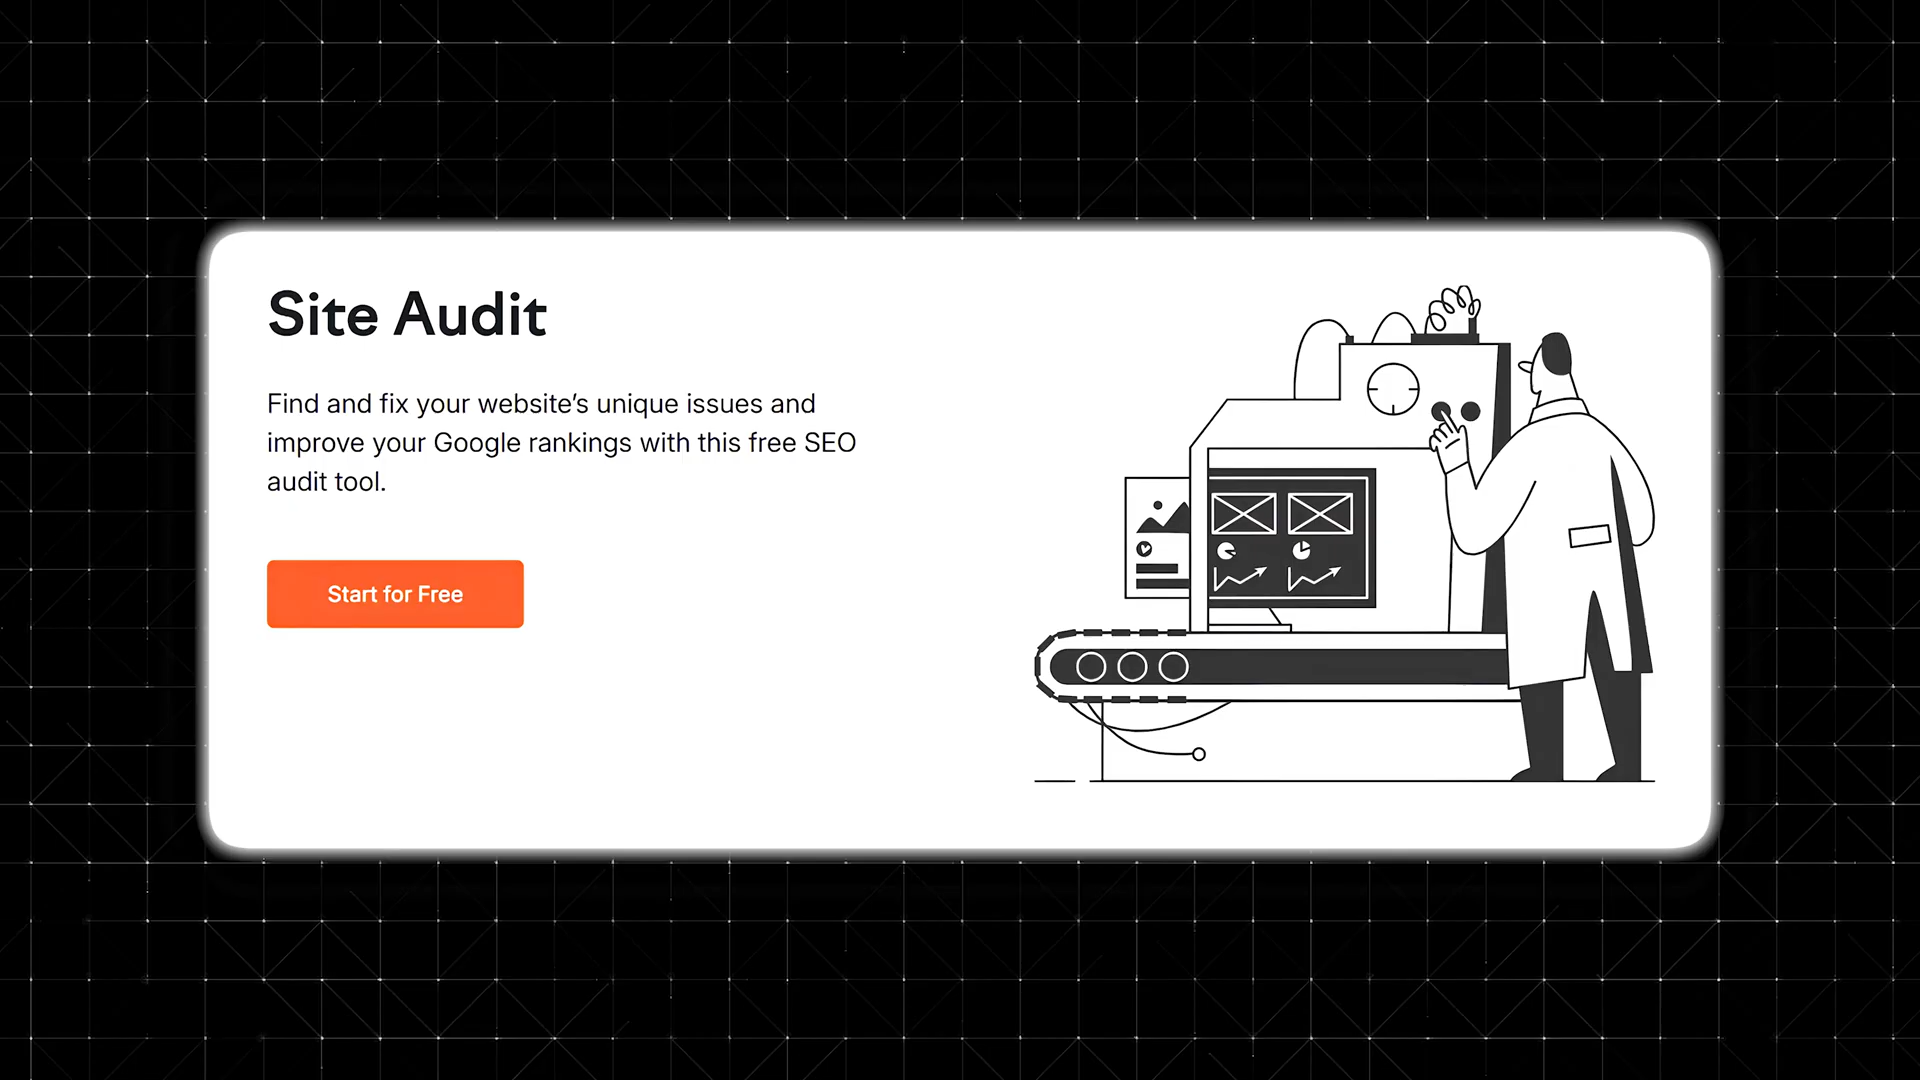 Site Audit
Find and fix your website’s unique issues and
improve your Google rankings with this free SEO
audit tool.
Start for Free